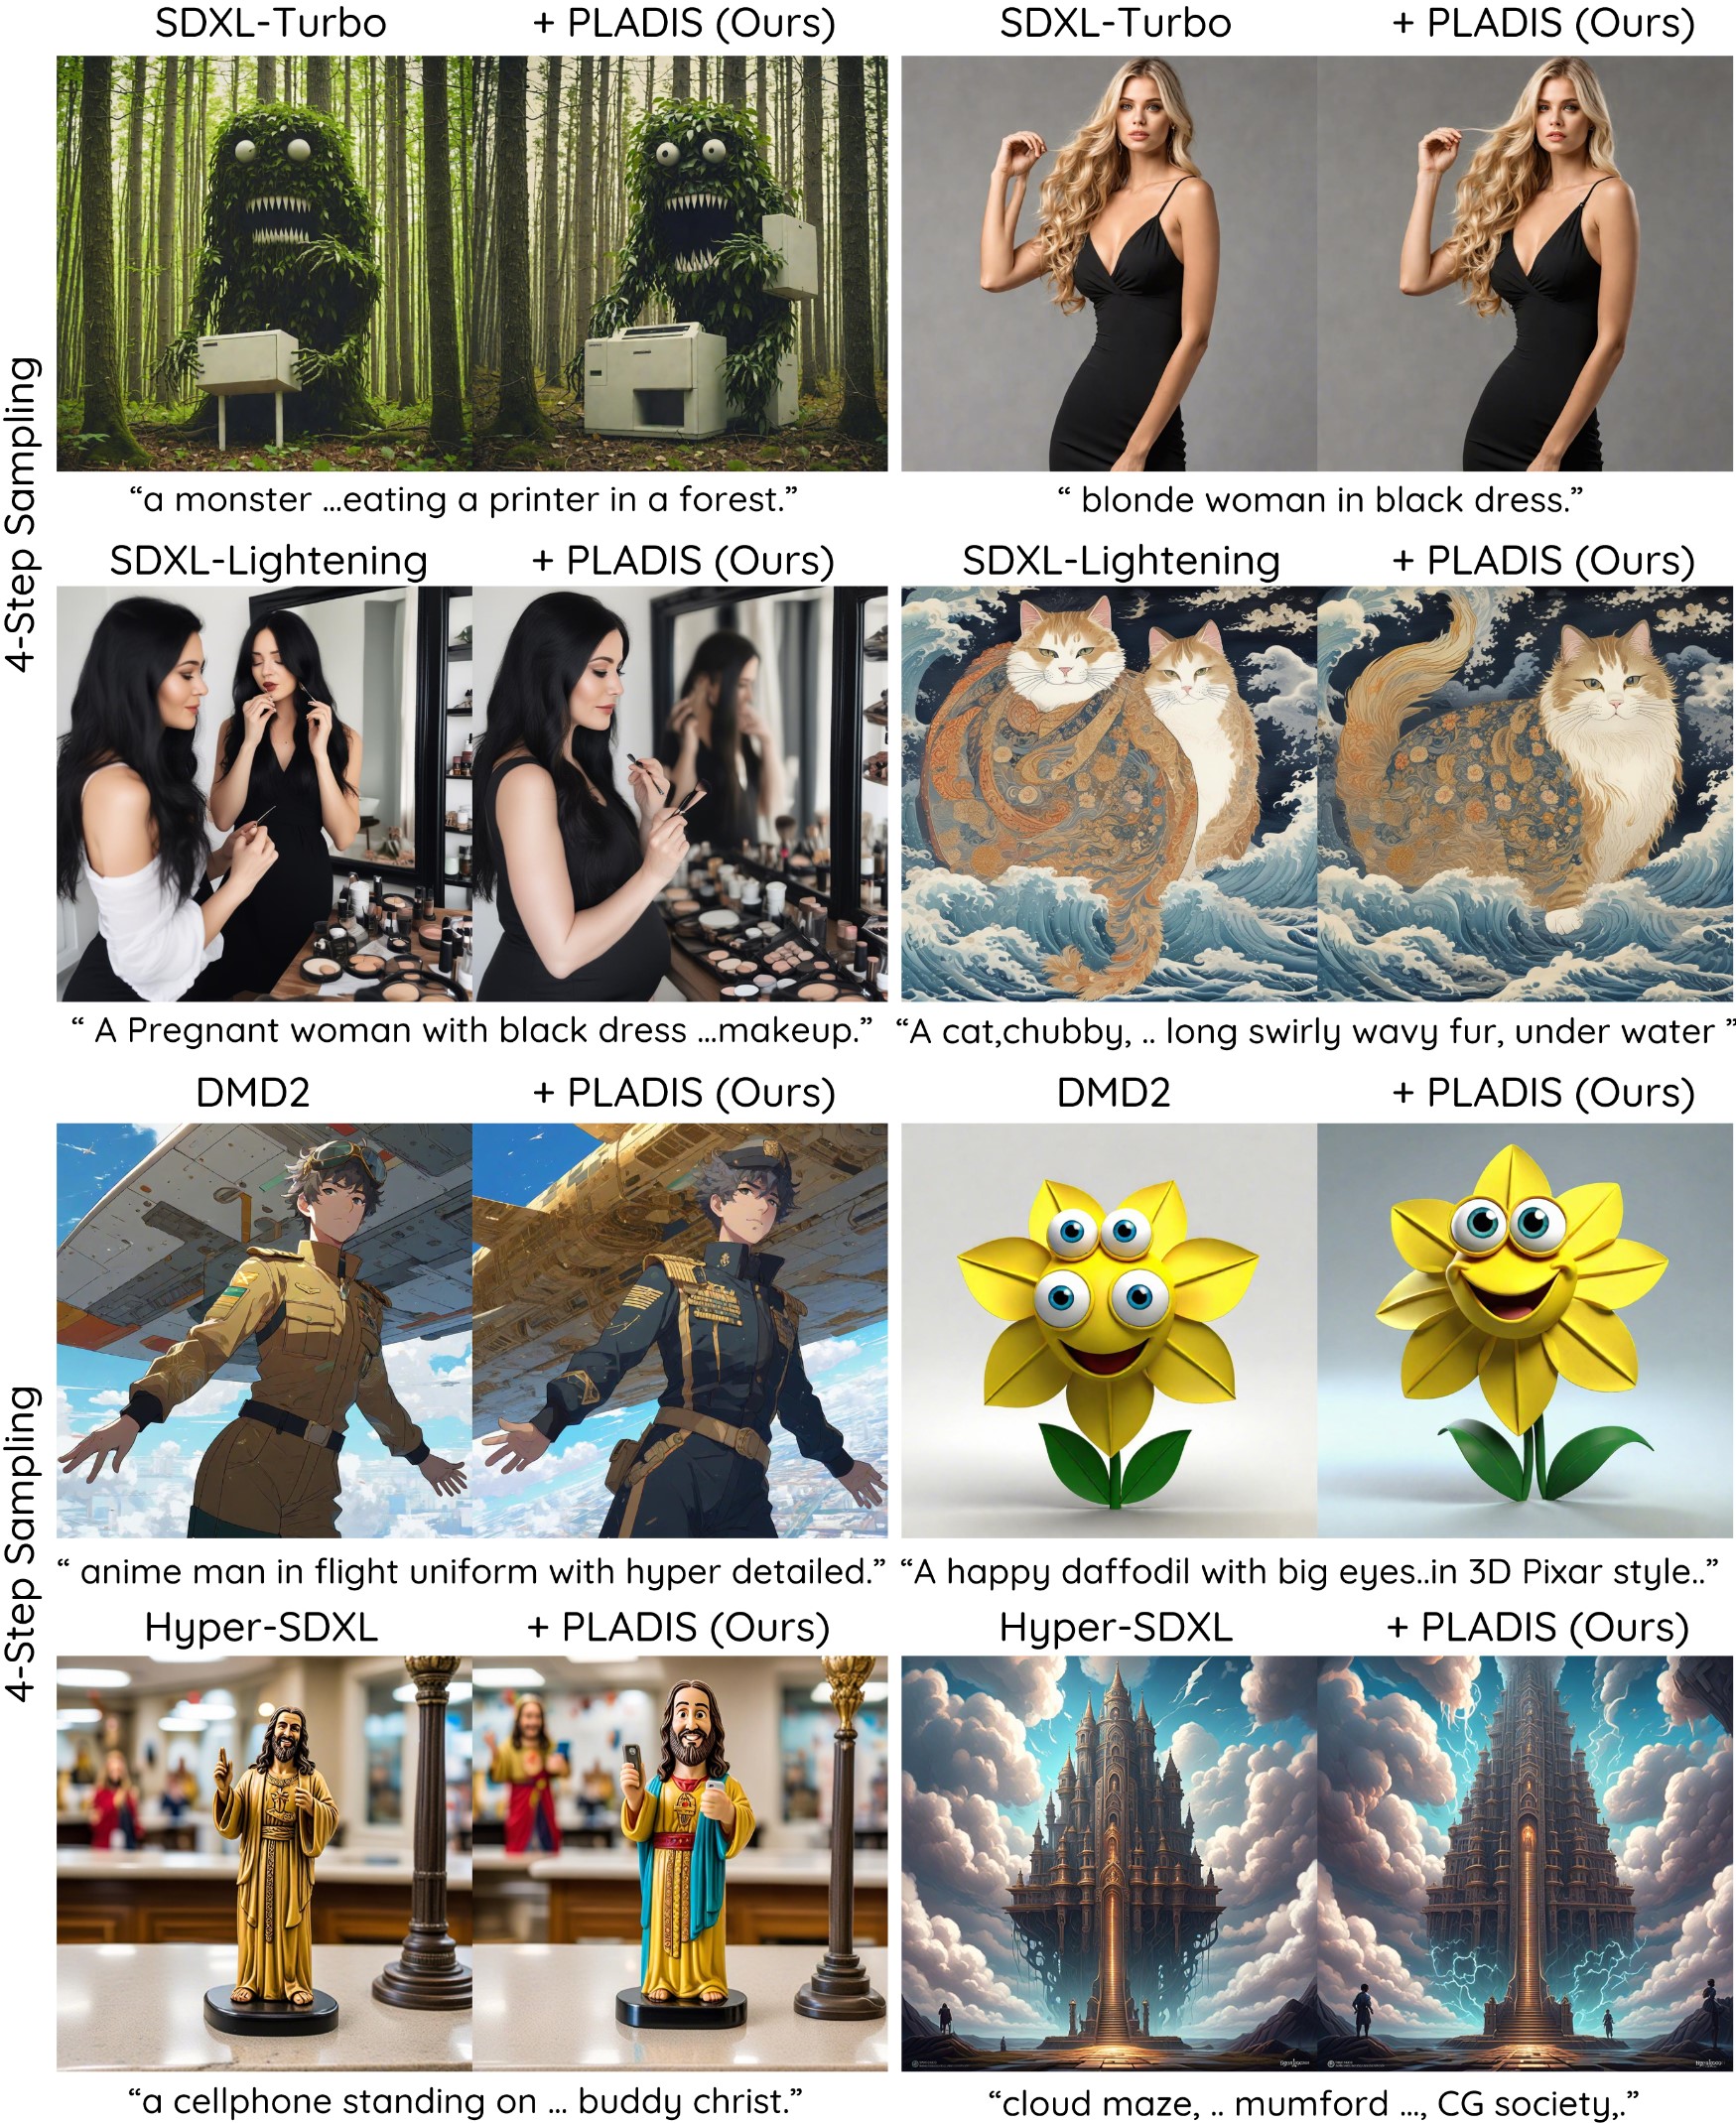 SDXL-Turbo + PLADIS (Ours) SDXL-Turbo + PLADIS (Ours)
4-Step Sampling
“a monster ...eating a printer in a forest.” “ blonde woman in black dress.”
SDXL-Lightening + PLADIS (Ours) SDXL-Lightening + PLADIS (Ours)
“ A Pregnant woman with black dress ...makeup.” “A cat,chubby, .. long swirly wavy fur, under water ”
DMD2 + PLADIS (Ours) DMD2 + PLADIS (Ours)
4-Step Sampling
“ anime man in flight uniform with hyper detailed.” “A happy daffodil with big eyes..in 3D Pixar style..”
Hyper-SDXL + PLADIS (Ours) Hyper-SDXL + PLADIS (Ours)
“a cellphone standing on ... buddy christ.” “cloud maze, .. mumford ..., CG society,.”